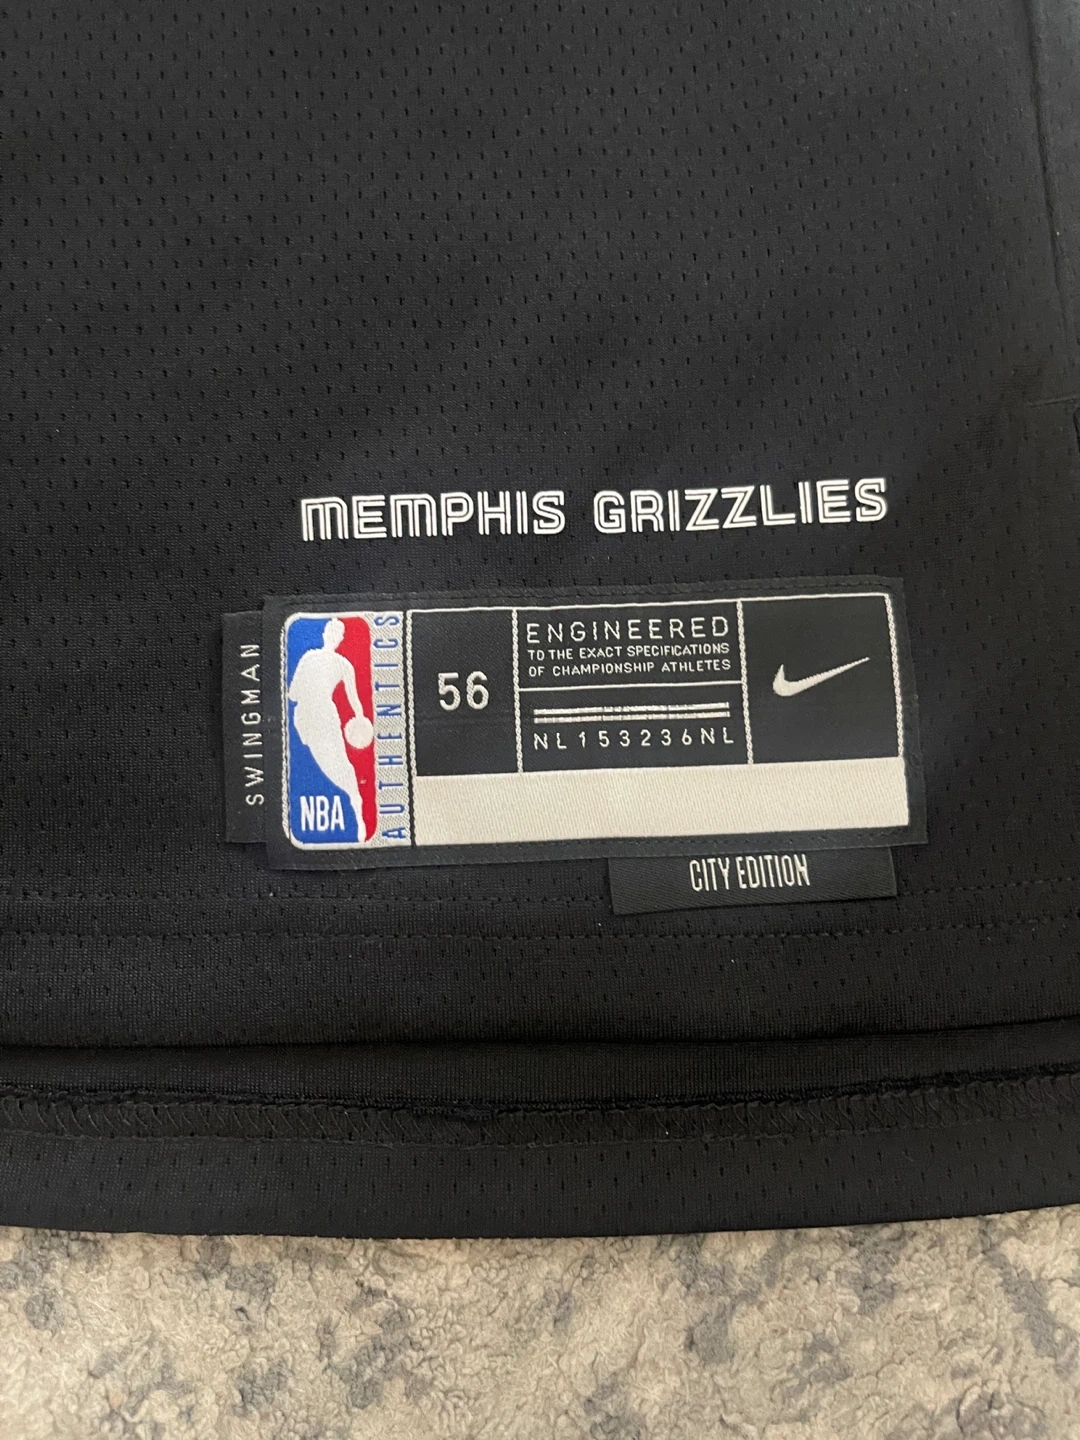 MEMPHIS GRIZZLIES
SWINGMAN
NBA
AUTHENTICS
56
ENGINEERED
TO THE EXACT SPECIFICATIONS
OF CHAMPIONSHIP ATHLETES
NL153236NL
CITY EDITION